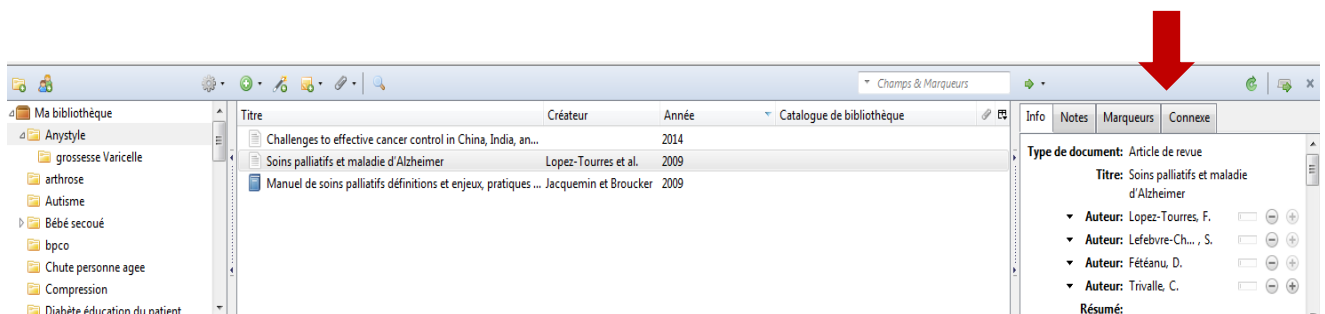 Champs & Marqueurs
Ma bibliothèque
Anystyle
grossesse Varicelle
arthrose
Autisme
Bébé secoué
bpco
Chute personne agee
Compression
Diabète éducation du patient
Titre Créateur Année Catalogue de bibliothèque
Challenges to effective cancer control in China, India, an... 2014
Soins palliatifs et maladie d'Alzheimer Lopez-Tourres et al. 2009
Manuel de soins palliatifs définitions et enjeux, pratiques ... Jacquemin et Broucker 2009
Info Notes Marqueurs Connexe
Type de document: Article de revue
Titre: Soins palliatifs et maladie
d'Alzheimer
Auteur: Lopez-Tourres, F.
Auteur: Lefebvre-Ch... , S.
Auteur: Fétéanu, D.
Auteur: Trivalle, C.
Résumé: